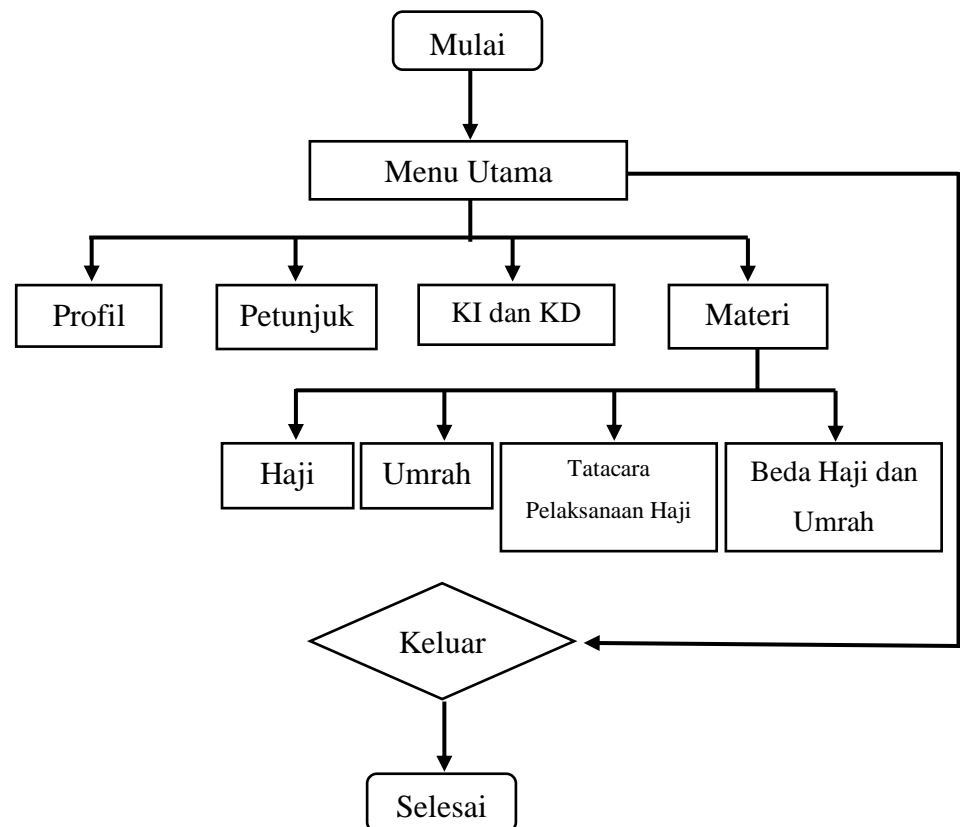 Mulai
Menu Utama
Profil
Petunjuk
KI dan KD
Materi
Haji
Umrah
Tatacara
Pelaksanaan Haji
Beda Haji dan
Umrah
Keluar
Selesai